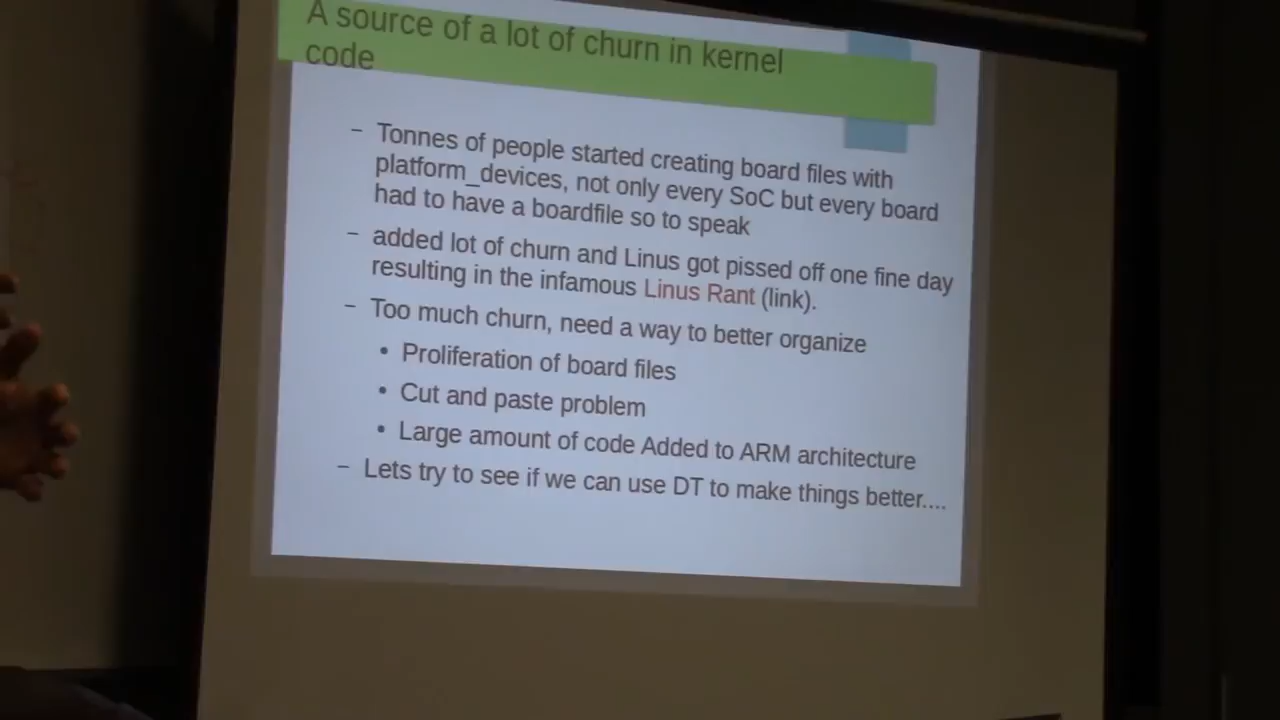 A source of a lot of churn in kernel
code
– Tonnes of people started creating board files with
platform_devices, not only every SoC but every board
had to have a boardfile so to speak
– added lot of churn and Linus got pissed off one fine day
resulting in the infamous Linus Rant (link).
– Too much churn, need a way to better organize
• Proliferation of board files
• Cut and paste problem
• Large amount of code Added to ARM architecture
– Lets try to see if we can use DT to make things better....